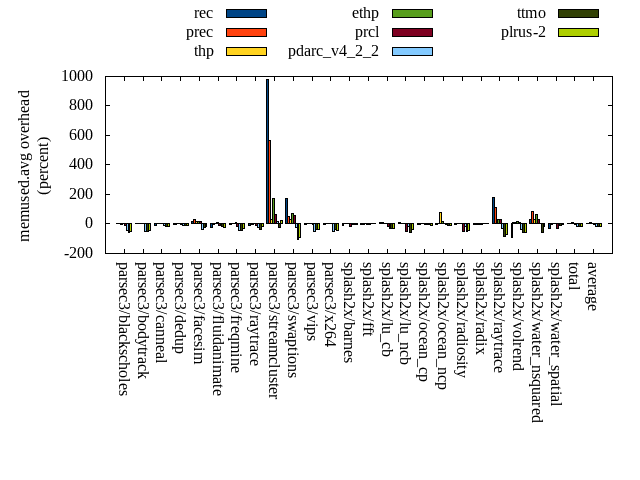 rec ethp ttmo
prec prcl plrus-2
thp pdarc_v4_2_2
memused.avg overhead
(percent)
1000
800
600
400
200
0
-200
parsec3/blackscholes
parsec3/bodytrack
parsec3/canneal
parsec3/dedup
parsec3/facesim
parsec3/fluidanimate
parsec3/freqmine
parsec3/raytrace
parsec3/streamcluster
parsec3/swaptions
parsec3/vips
parsec3/x264
splash2x/barnes
splash2x/fft
splash2x/lu_cb
splash2x/lu_ncb
splash2x/ocean_cp
splash2x/ocean_ncp
splash2x/radiosity
splash2x/radix
splash2x/raytrace
splash2x/volrend
splash2x/water_nsquared
splash2x/water_spatial
total
average